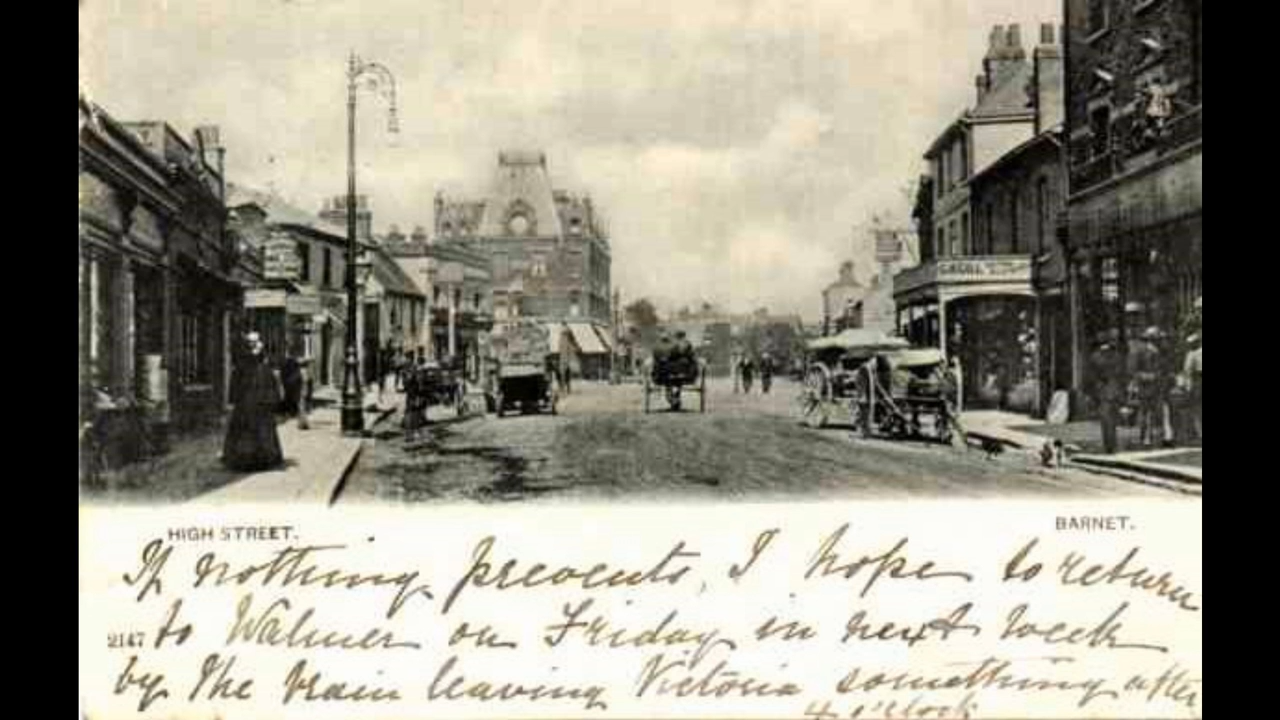 HIGH STREET.
BARNET.
If nothing prevents, I hope to return
2147
to Walmer on Friday in next week
by the train leaving Victoria something after
4 o'clock